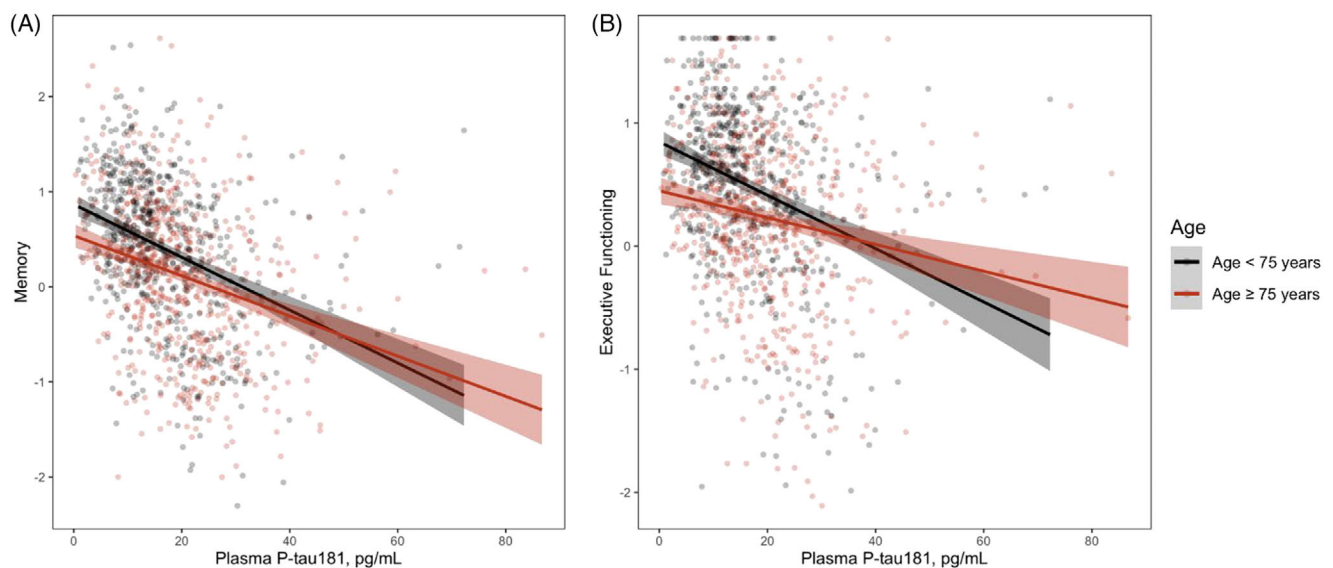 (A)
2
1
0
-1
-2
Memory
0 20 40 60 80
Plasma P-tau181, pg/mL
(B)
1
0
-1
-2
Executive Functioning
0 20 40 60 80
Plasma P-tau181, pg/mL
Age
Age < 75 years
Age ≥ 75 years